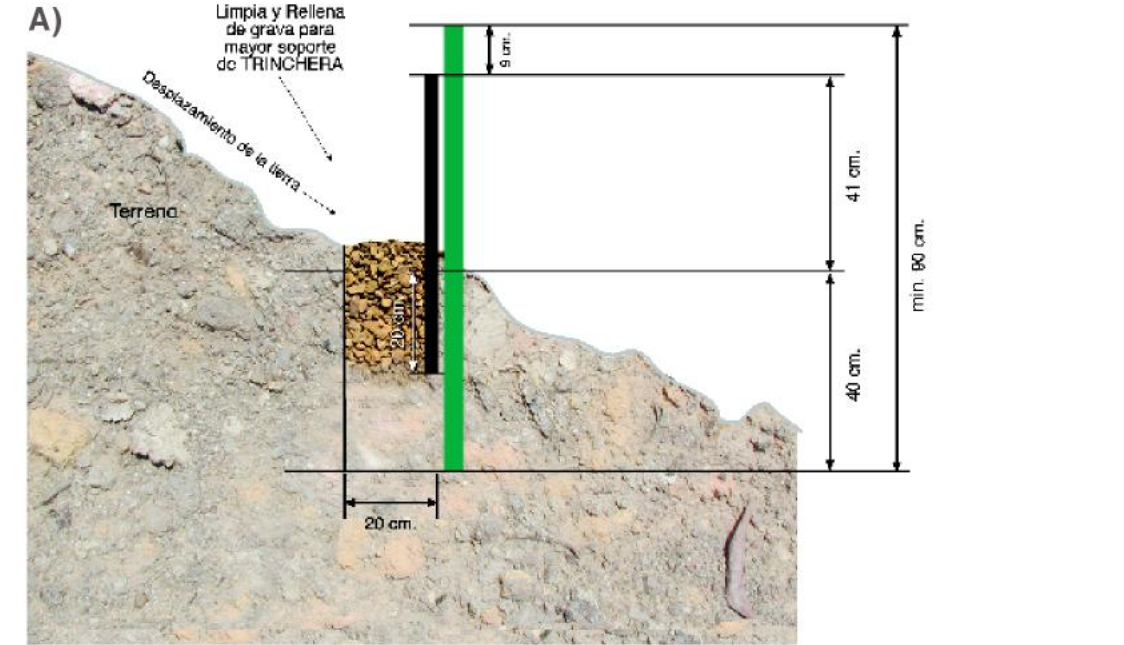 A)
Limpia y Rellena
de grava para
mayor soporte
de TRINCHERA
Desplazamiento de la tierra
Terreno
9 cm.
41 cm.
min. 90 cm.
20 cm.
40 cm.
20 cm.